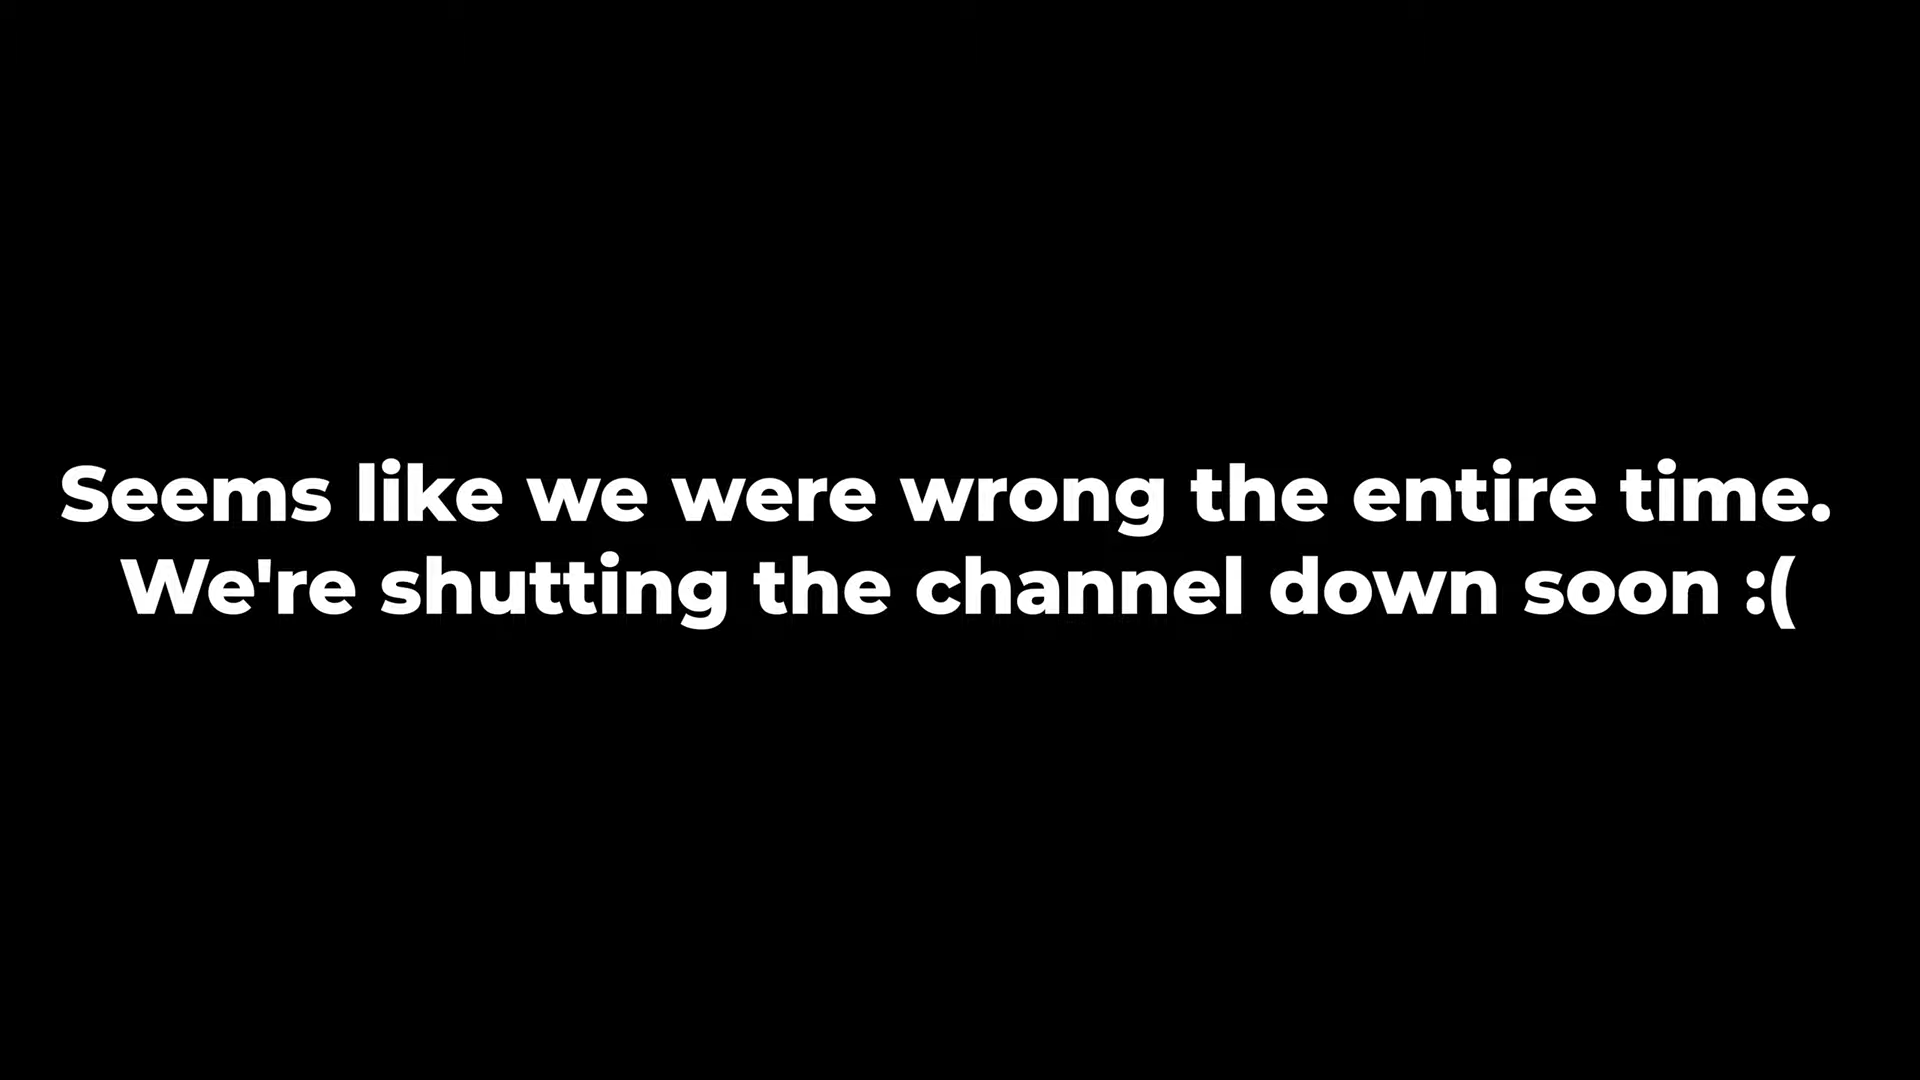 Seems like we were wrong the entire time.
We're shutting the channel down soon :(